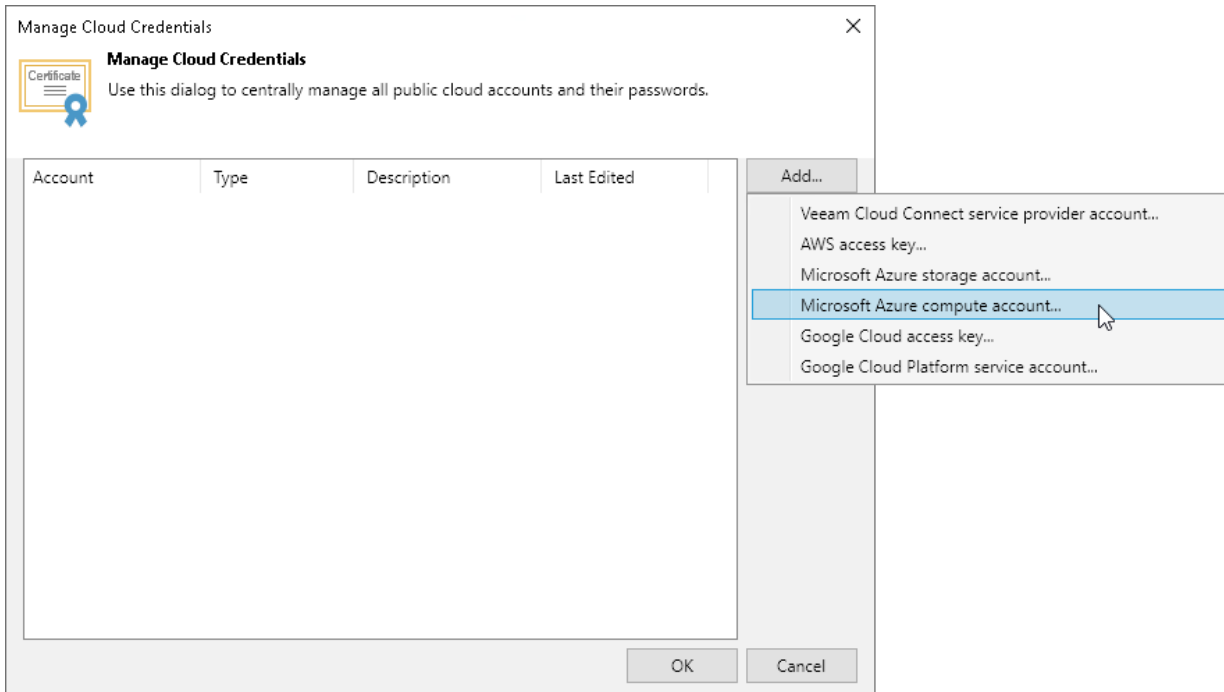 Manage Cloud Credentials
Manage Cloud Credentials
Certificate
Use this dialog to centrally manage all public cloud accounts and their passwords.
Account Type Description Last Edited
Add...
Veeam Cloud Connect service provider account...
AWS access key...
Microsoft Azure storage account...
Microsoft Azure compute account...
Google Cloud access key...
Google Cloud Platform service account...
OK Cancel